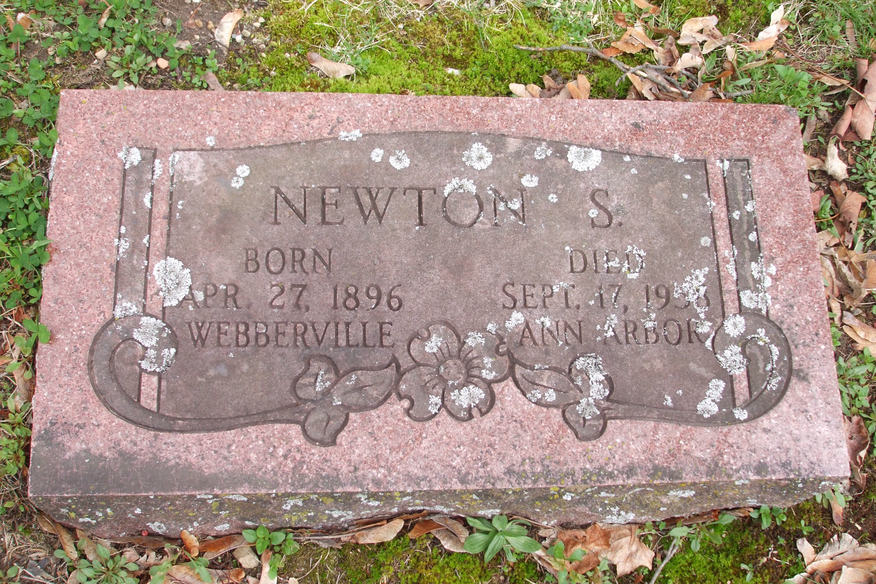 NEWTON S.
BORN DIED
APR. 27, 1896 SEPT. 17,
WEBBERVILLE ANN ARBOR